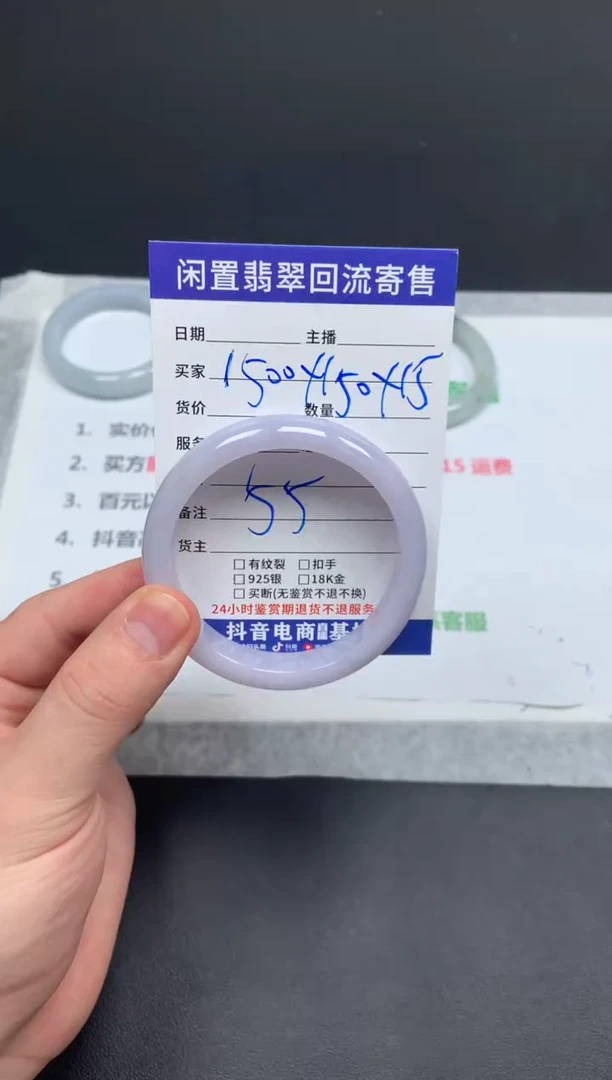 闲置翡翠回流寄售
日期 主播
买家 1500×150×15
货价 数量
服务
55
备注
货主
□有纹裂 □扣手
□925银 □18K金
□买断(无鉴赏不退不换)
24小时鉴赏期退货不退服务
抖音电商
1. 实价
2. 买方 15 运费
3. 百元以
4. 抖音
5
客服